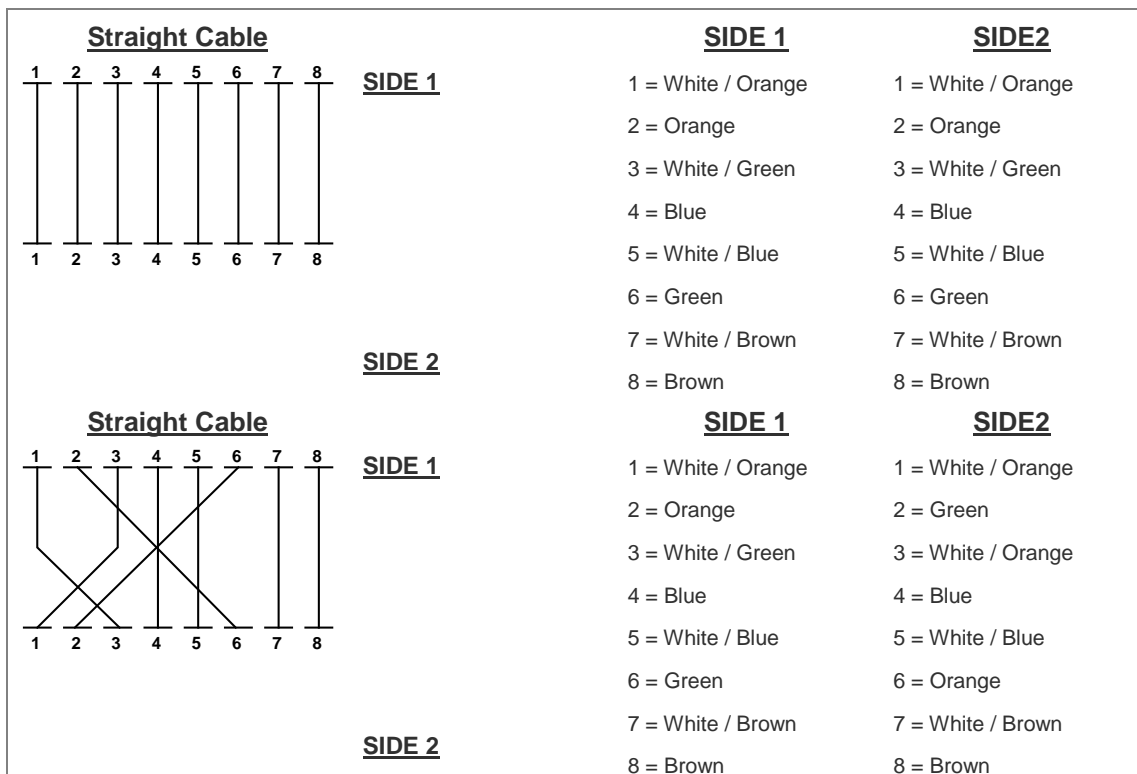 Straight Cable SIDE 1 SIDE2
1 2 3 4 5 6 7 8 SIDE 1
1 = White / Orange 1 = White / Orange
2 = Orange 2 = Orange
3 = White / Green 3 = White / Green
4 = Blue 4 = Blue
5 = White / Blue 5 = White / Blue
1 2 3 4 5 6 7 8
6 = Green 6 = Green
7 = White / Brown 7 = White / Brown
SIDE 2
8 = Brown 8 = Brown
Straight Cable SIDE 1 SIDE2
1 2 3 4 5 6 7 8 SIDE 1
1 = White / Orange 1 = White / Orange
2 = Orange 2 = Green
3 = White / Green 3 = White / Orange
4 = Blue 4 = Blue
5 = White / Blue 5 = White / Blue
1 2 3 4 5 6 7 8
6 = Green 6 = Orange
7 = White / Brown 7 = White / Brown
SIDE 2
8 = Brown 8 = Brown